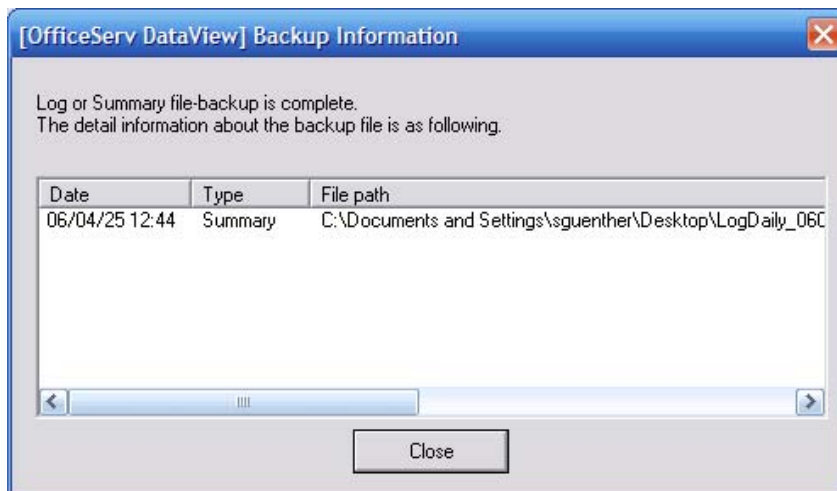 [OfficeServ DataView] Backup Information
Log or Summary file-backup is complete.
The detail information about the backup file is as following.
Date Type File path
06/04/25 12:44 Summary C:\Documents and Settings\sguenther\Desktop\LogDaily_060
Close